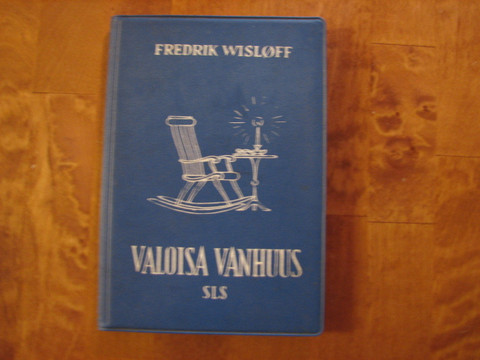 FREDRIK WISLØFF
VALOISA VANHUUS
SLS